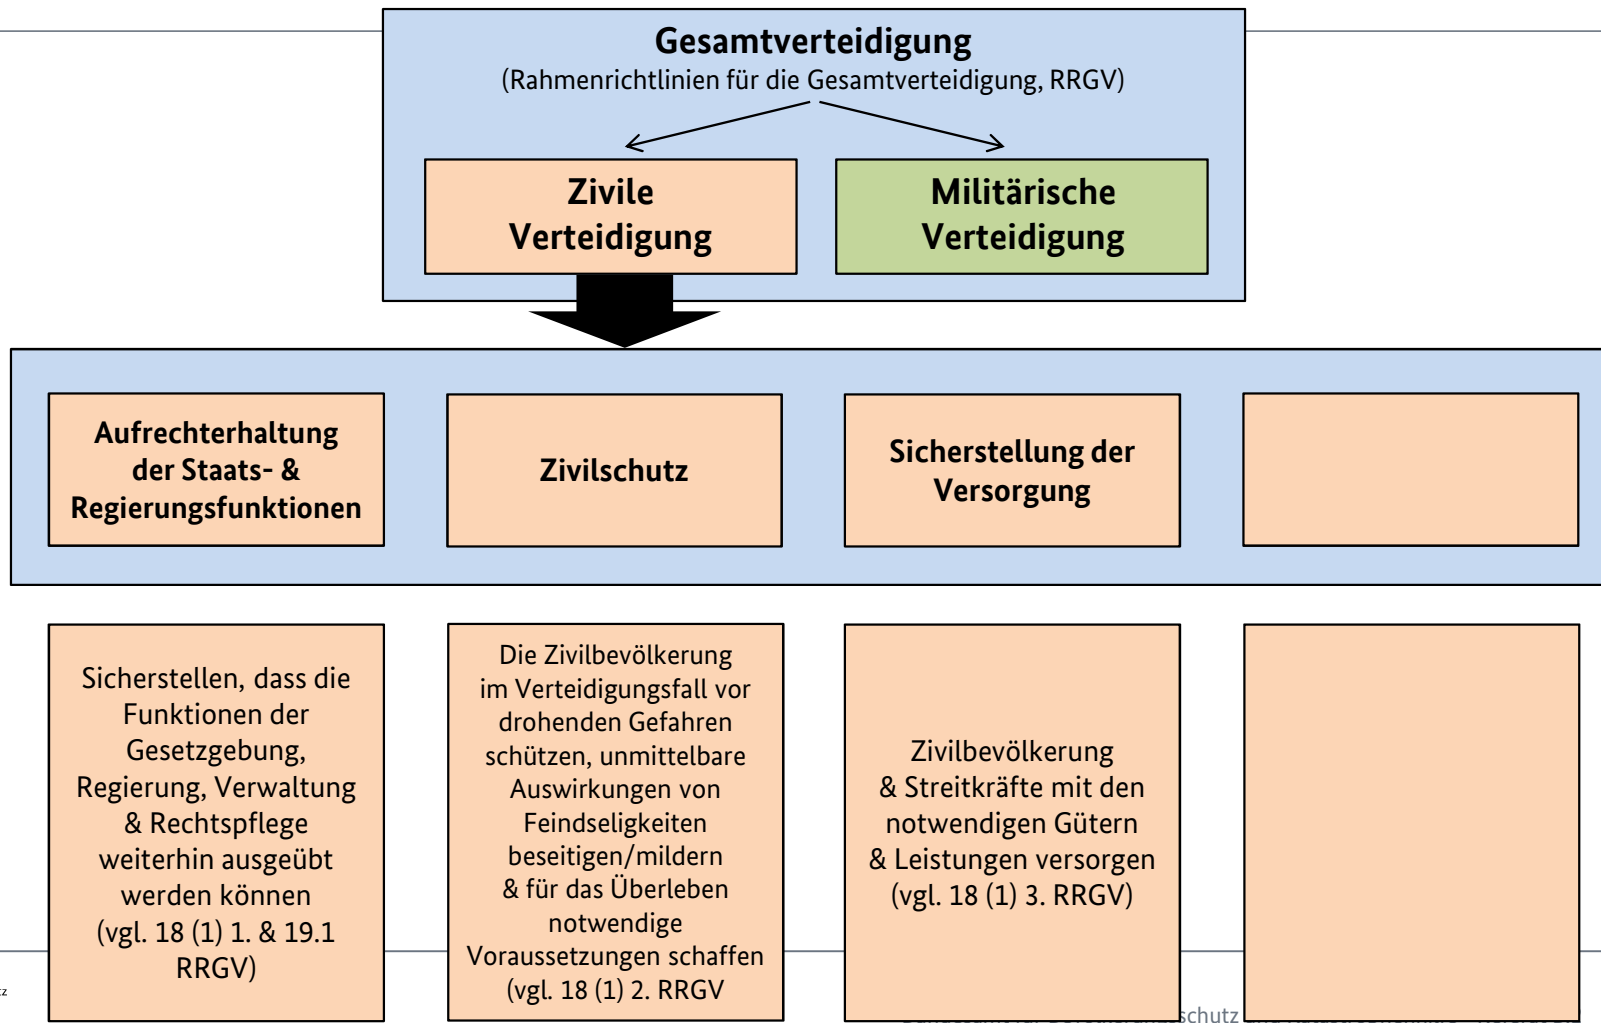 Gesamtverteidigung
(Rahmenrichtlinien für die Gesamtverteidigung, RRGV)
Zivile
Verteidigung
Militärische
Verteidigung
Aufrechterhaltung
der Staats- &
Regierungsfunktionen
Zivilschutz
Sicherstellung der
Versorgung
Sicherstellen, dass die
Funktionen der
Gesetzgebung,
Regierung, Verwaltung
& Rechtspflege
weiterhin ausgeübt
werden können
(vgl. 18 (1) 1. & 19.1
RRGV)
Die Zivilbevölkerung
im Verteidigungsfall vor
drohenden Gefahren
schützen, unmittelbare
Auswirkungen von
Feindseligkeiten
beseitigen/mildern
& für das Überleben
notwendige
Voraussetzungen schaffen
(vgl. 18 (1) 2. RRGV
Zivilbevölkerung
& Streitkräfte mit den
notwendigen Gütern
& Leistungen versorgen
(vgl. 18 (1) 3. RRGV)
tz
schutz